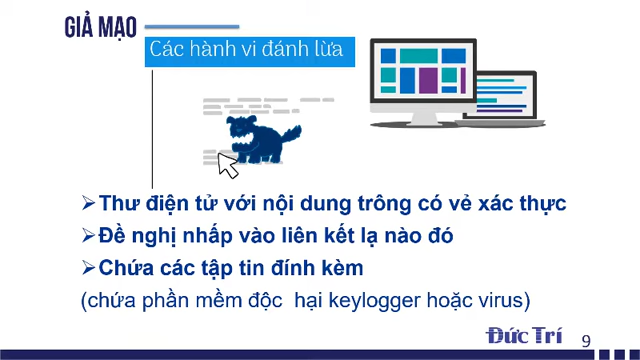 GIẢ MẠO
Các hành vi đánh lừa
➢Thư điện tử với nội dung trông có vẻ xác thực
➢Đề nghị nhấp vào liên kết lạ nào đó
➢Chứa các tập tin đính kèm
(chứa phần mềm độc hại keylogger hoặc virus)
Đức Trí
9